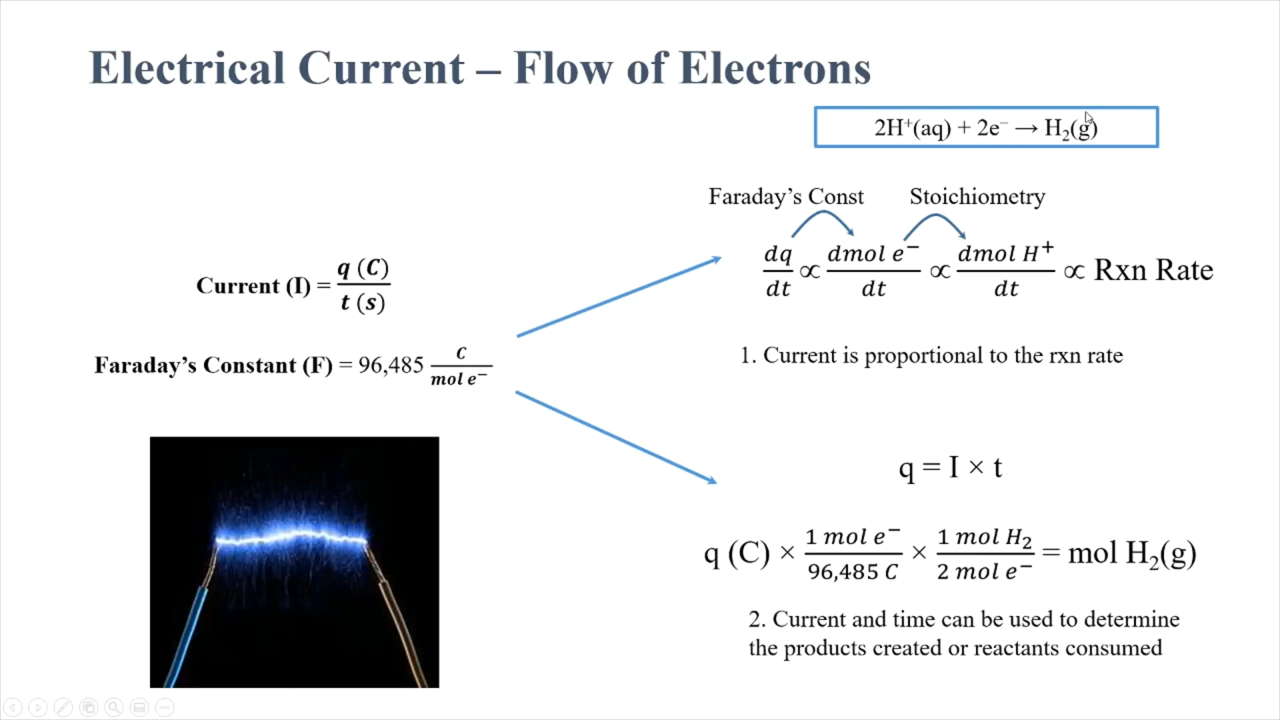 Electrical Current – Flow of Electrons
2H⁺(aq) + 2e⁻ → H₂(g)
Faraday’s Const Stoichiometry
dq/dt ∝ dmol e⁻/dt ∝ dmol H⁺/dt ∝ Rxn Rate
1. Current is proportional to the rxn rate
Current (I) = q (C)/t (s)
Faraday’s Constant (F) = 96,485 C/mol e⁻
q = I × t
q (C) × 1 mol e⁻/96,485 C × 1 mol H₂/2 mol e⁻ = mol H₂(g)
2. Current and time can be used to determine
the products created or reactants consumed